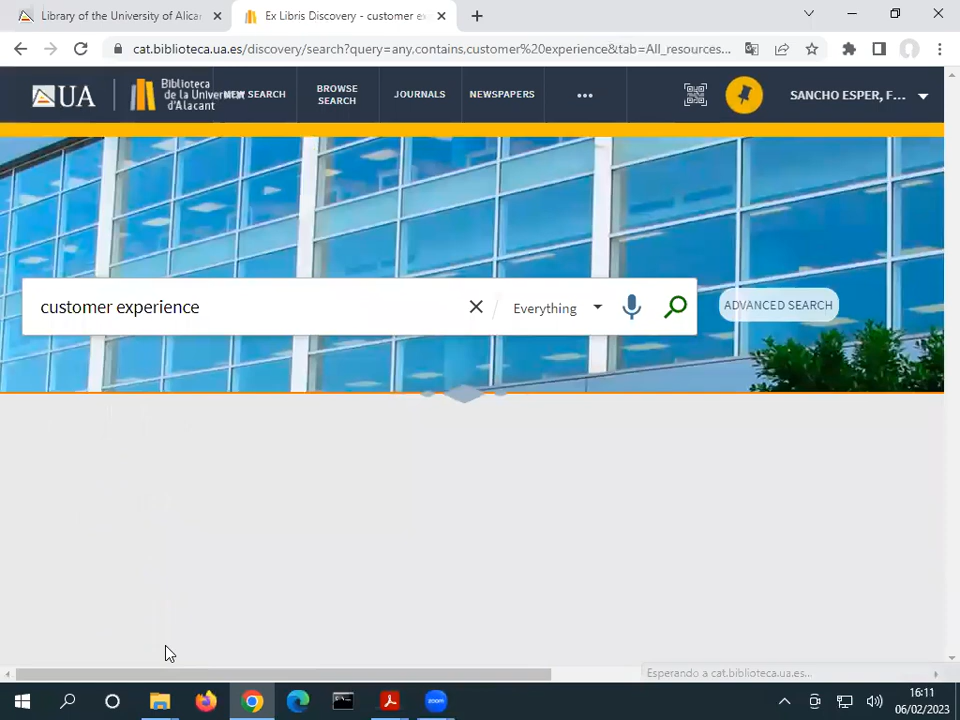 Library of the University of Alicar
Ex Libris Discovery - customer ex
cat.biblioteca.ua.es/discovery/search?query=any,contains,customer%20experience&tab=All_resources...
UA
Biblioteca
de la Universitat
d'Alacant
NEW SEARCH
BROWSE
SEARCH
JOURNALS
NEWSPAPERS
SANCHO ESPER, F...
customer experience
Everything
ADVANCED SEARCH
Esperando a cat.biblioteca.ua.es...
zoom
16:11
06/02/2023